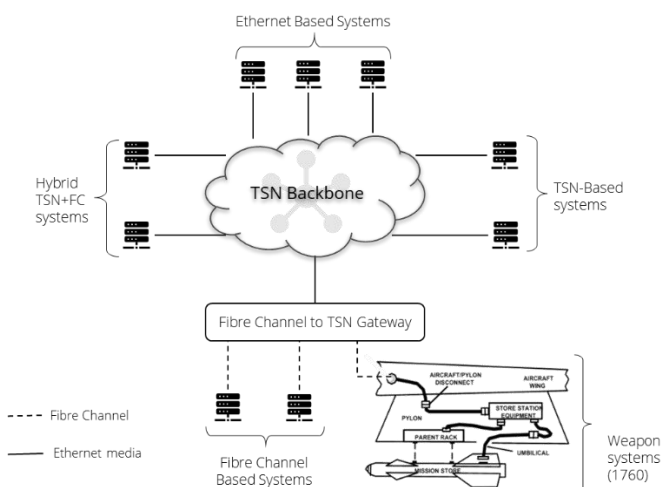 Ethernet Based Systems
Hybrid
TSN+FC
systems
TSN Backbone
TSN-Based
systems
Fibre Channel to TSN Gateway
AIRCRAFT/PYLON
DISCONNECT
AIRCRAFT
WING
STORE STATION
EQUIPMENT
PYLON
PARENT RACK
UMBILICAL
MISSION STORE
Fibre Channel
Ethernet media
Fibre Channel
Based Systems
Weapon
systems
(1760)